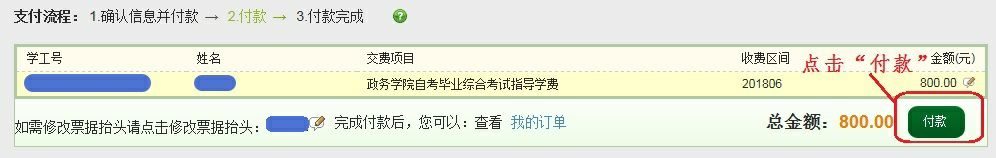 支付流程： 1.确认信息并付款 → 2.付款 → 3.付款完成 ?
学工号 姓名 交费项目 收费区间 金额(元)
点击“付款”
政务学院自考毕业综合考试指导学费 201806 800.00
如需修改票据抬头请点击修改票据抬头： 完成付款后，您可以：查看 我的订单 总金额：800.00 付款